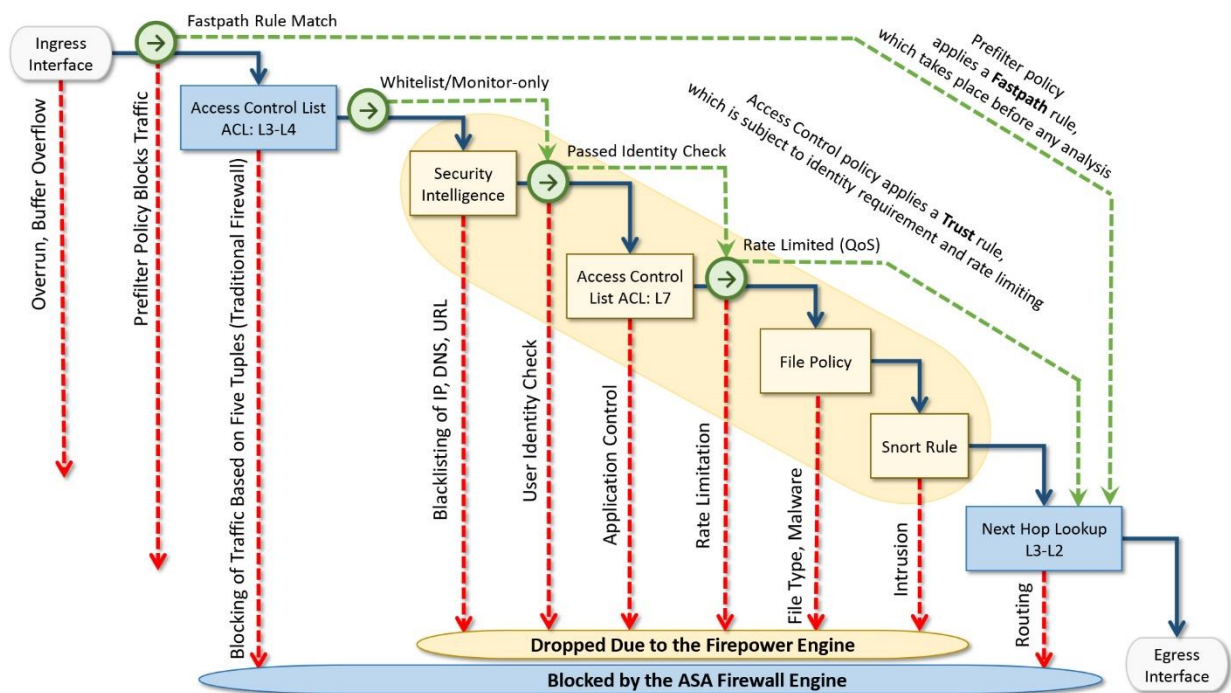 Fastpath Rule Match
Ingress
Interface
Prefilter policy
applies a Fastpath rule,
which takes place before any analysis
Whitelist/Monitor-only
Access Control List
ACL: L3-L4
Access Control policy applies a Trust rule,
which is subject to identity requirement and rate limiting
Passed Identity Check
Security
Intelligence
Rate Limited (QoS)
Access Control
List ACL: L7
File Policy
Snort Rule
Next Hop Lookup
L3-L2
Overrun, Buffer Overflow
Prefilter Policy Blocks Traffic
Blocking of Traffic Based on Five Tuples (Traditional Firewall)
Blacklisting of IP, DNS, URL
User Identity Check
Application Control
Rate Limitation
File Type, Malware
Intrusion
Routing
Dropped Due to the Firepower Engine
Blocked by the ASA Firewall Engine
Egress
Interface